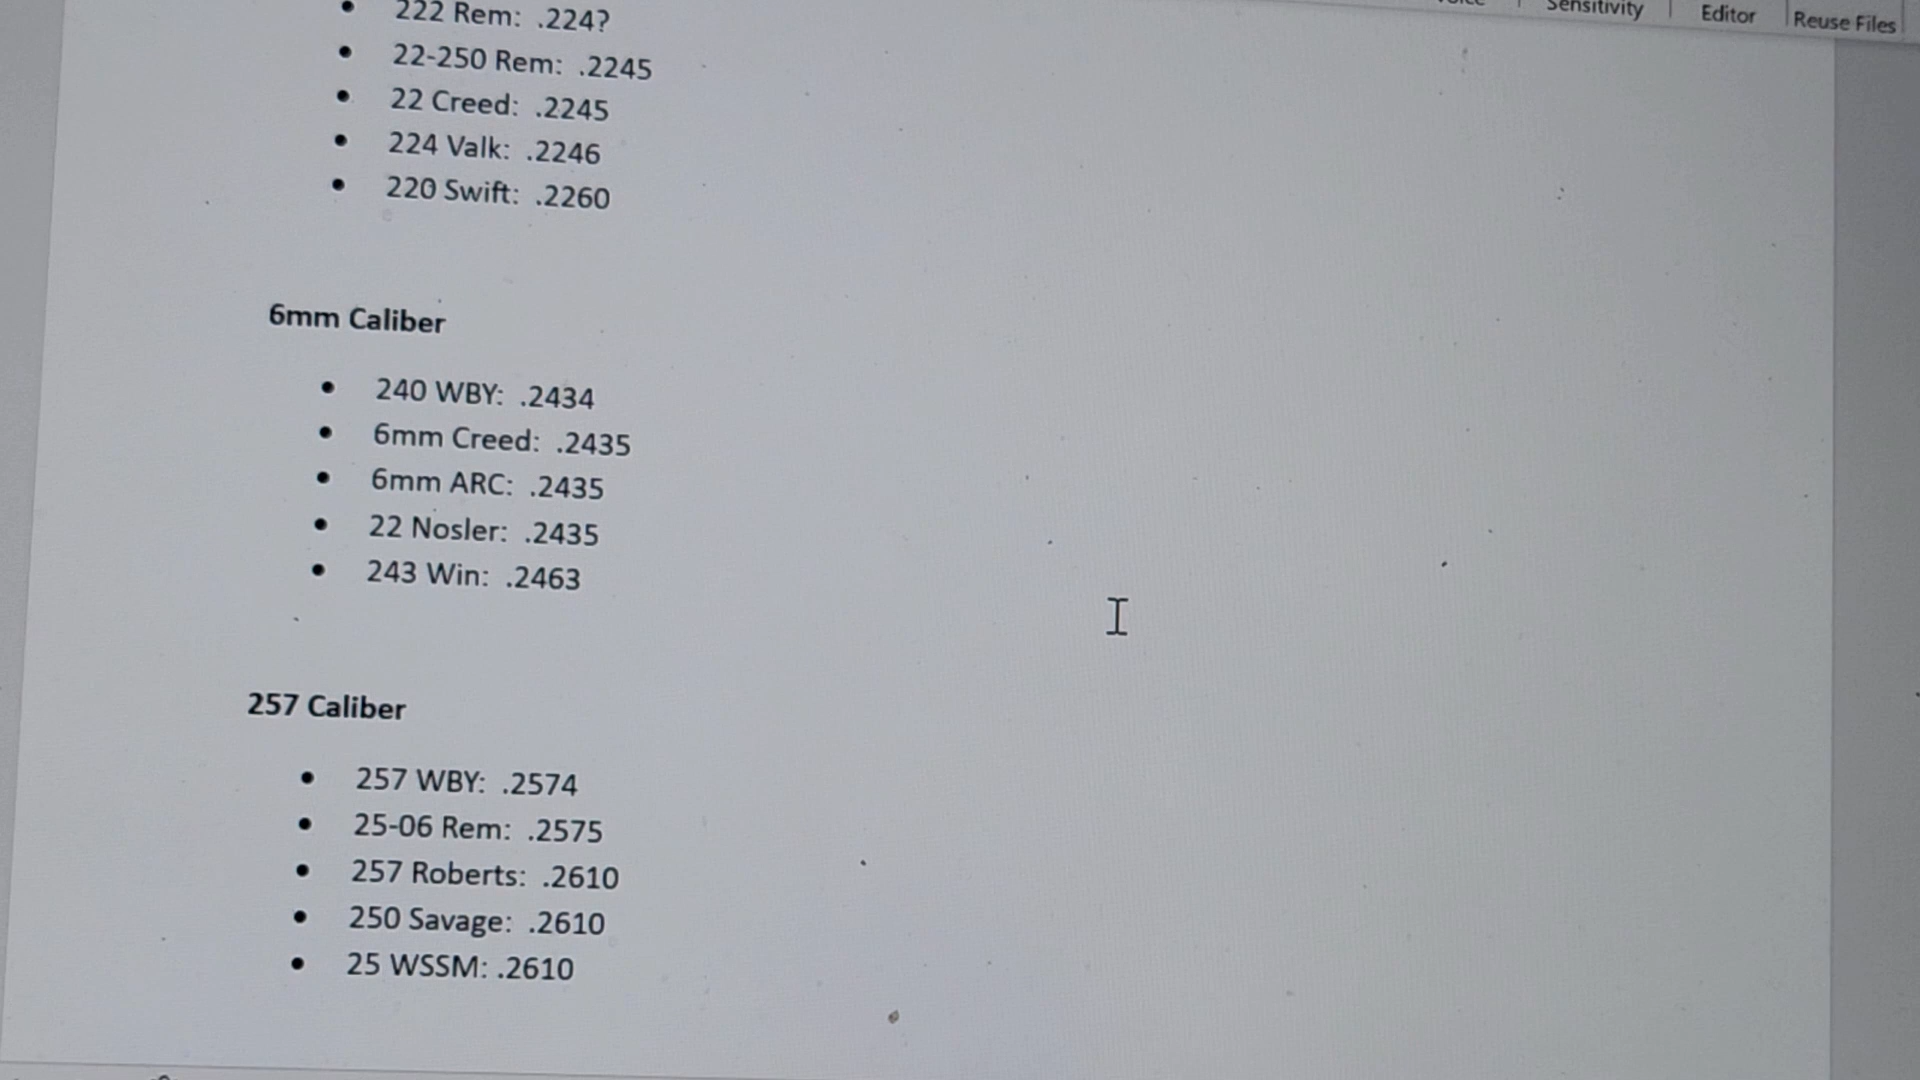 Sensitivity
Editor
Reuse Files
• 222 Rem: .224?
• 22-250 Rem: .2245
• 22 Creed: .2245
• 224 Valk: .2246
• 220 Swift: .2260
6mm Caliber
• 240 WBY: .2434
• 6mm Creed: .2435
• 6mm ARC: .2435
• 22 Nosler: .2435
• 243 Win: .2463
257 Caliber
• 257 WBY: .2574
• 25-06 Rem: .2575
• 257 Roberts: .2610
• 250 Savage: .2610
• 25 WSSM: .2610